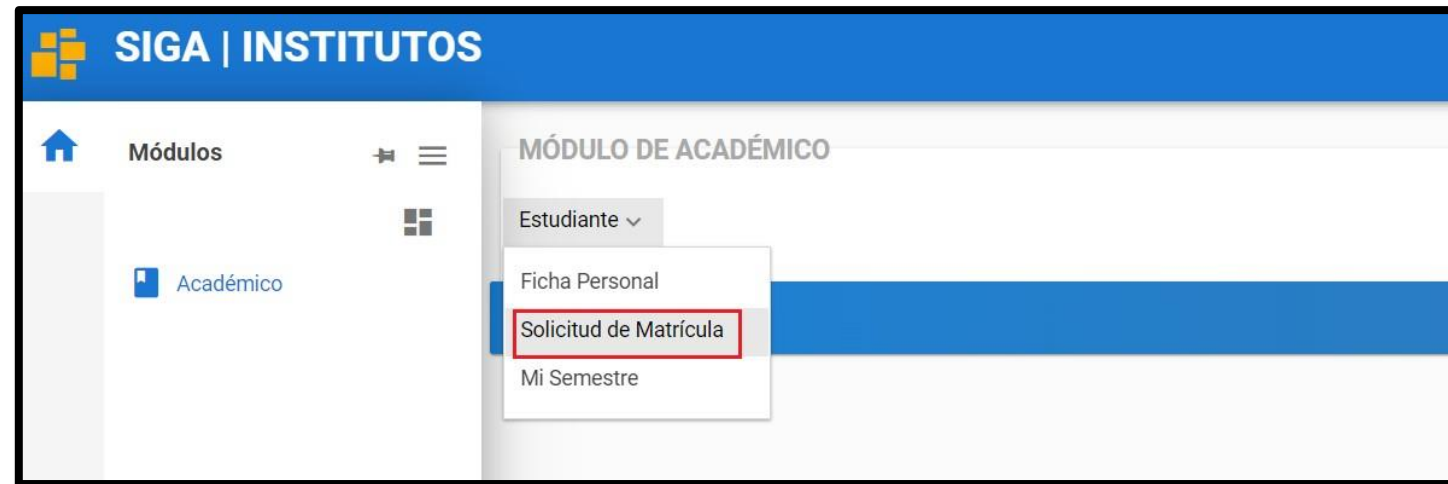 SIGA | INSTITUTOS
Módulos
MÓDULO DE ACADÉMICO
Estudiante
Académico
Ficha Personal
Solicitud de Matrícula
Mi Semestre